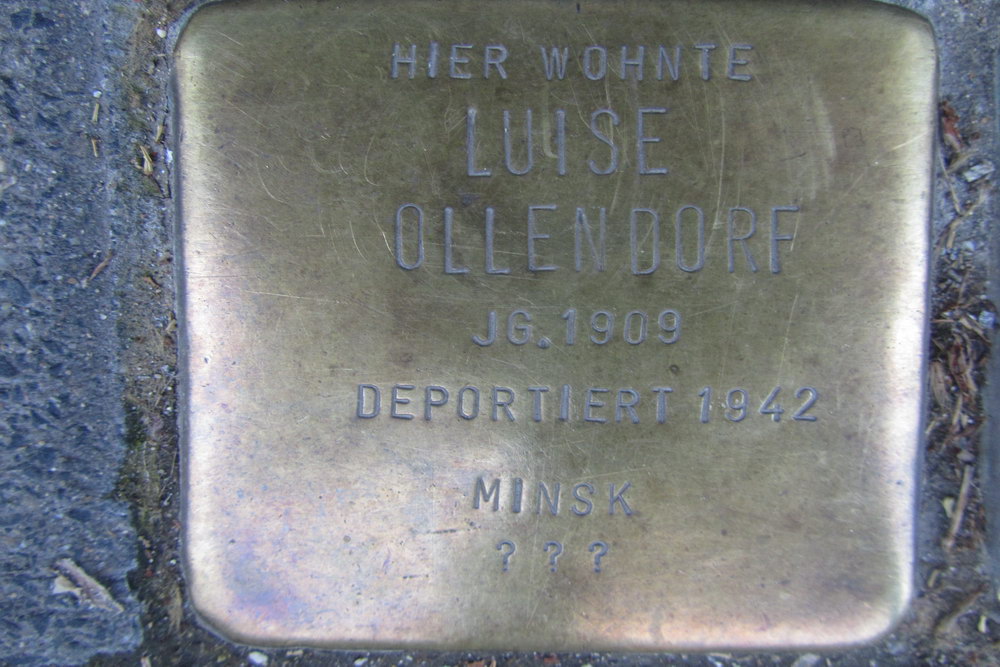 HIER WOHNTE
LUISE
OLLENDORF
JG. 1909
DEPORTIERT 1942
MINSK
? ? ?